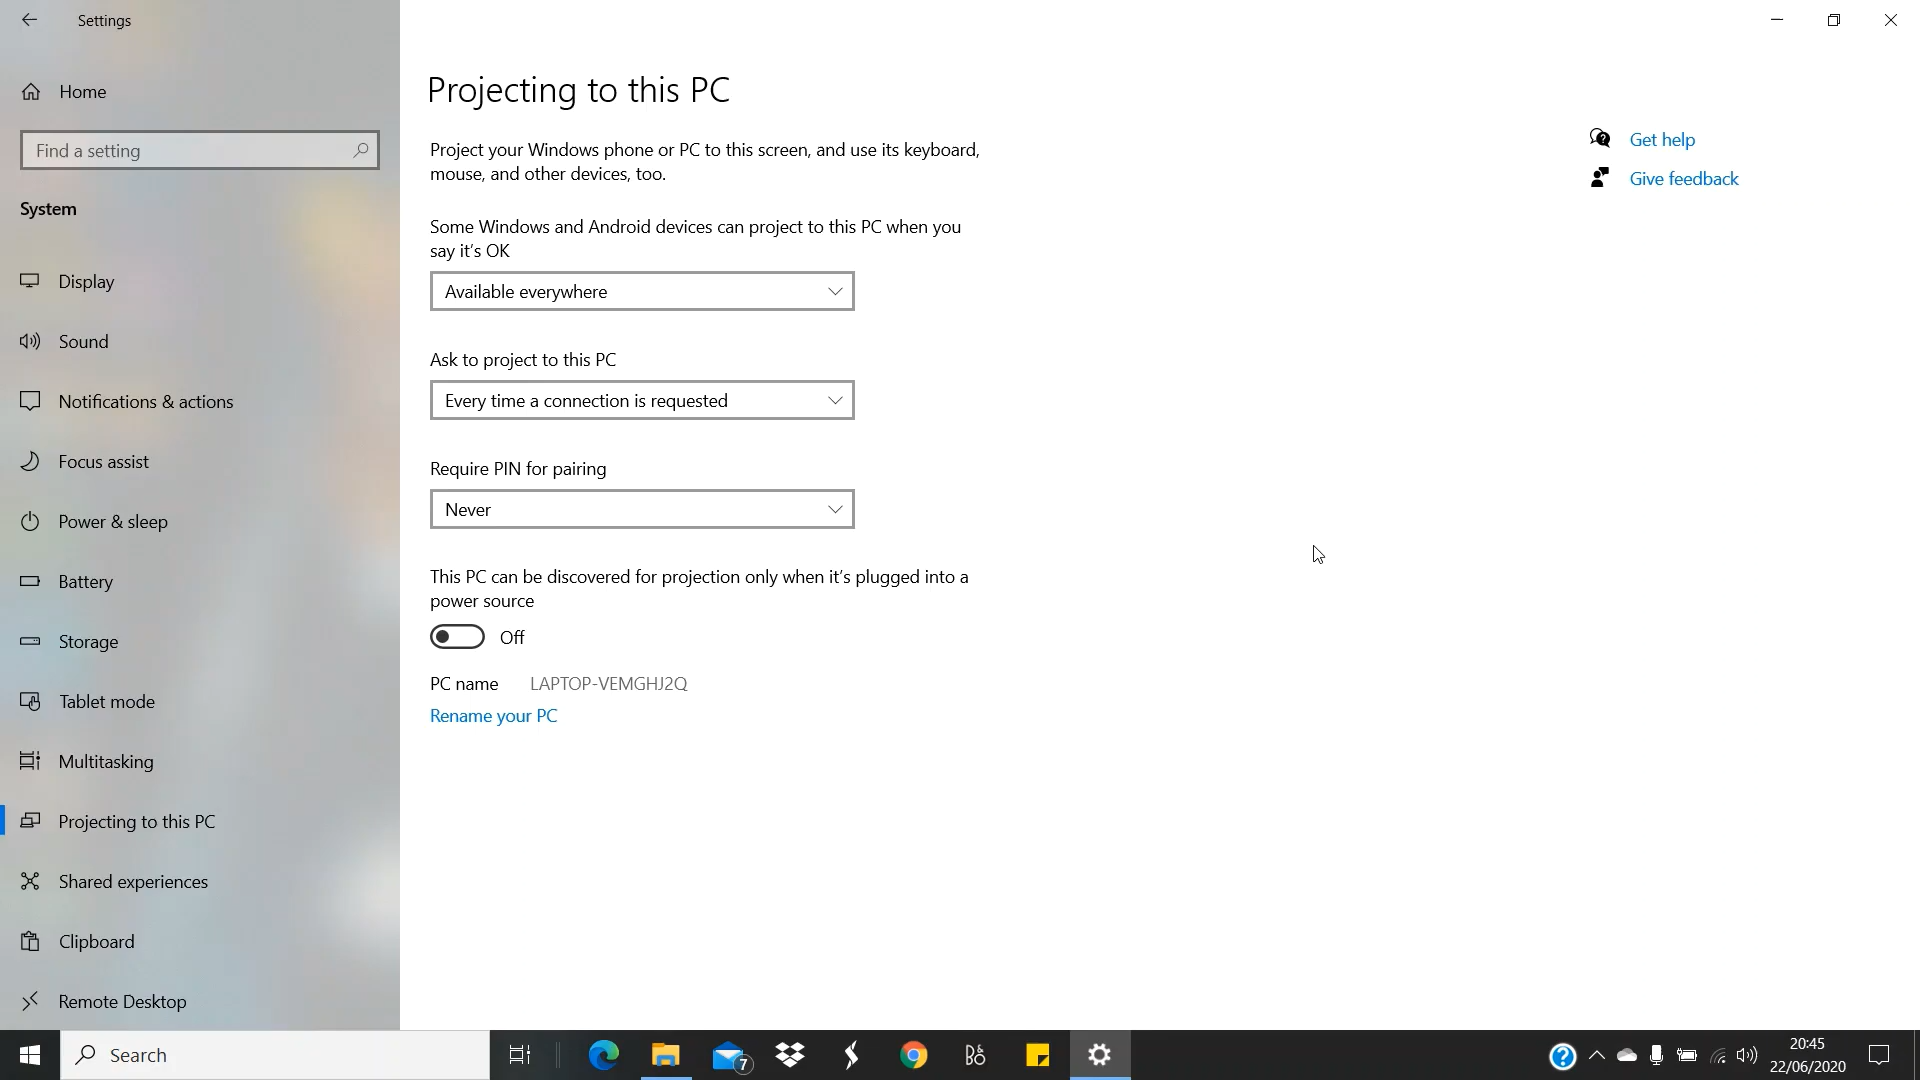 Settings
Home
Find a setting
System
Display
Sound
Notifications & actions
Focus assist
Power & sleep
Battery
Storage
Tablet mode
Multitasking
Projecting to this PC
Shared experiences
Clipboard
Remote Desktop
Projecting to this PC
Project your Windows phone or PC to this screen, and use its keyboard,
mouse, and other devices, too.
Some Windows and Android devices can project to this PC when you
say it's OK
Available everywhere
Ask to project to this PC
Every time a connection is requested
Require PIN for pairing
Never
This PC can be discovered for projection only when it's plugged into a
power source
Off
PC name LAPTOP-VEMGHJ2Q
Rename your PC
Get help
Give feedback
Search
7
20:45
22/06/2020